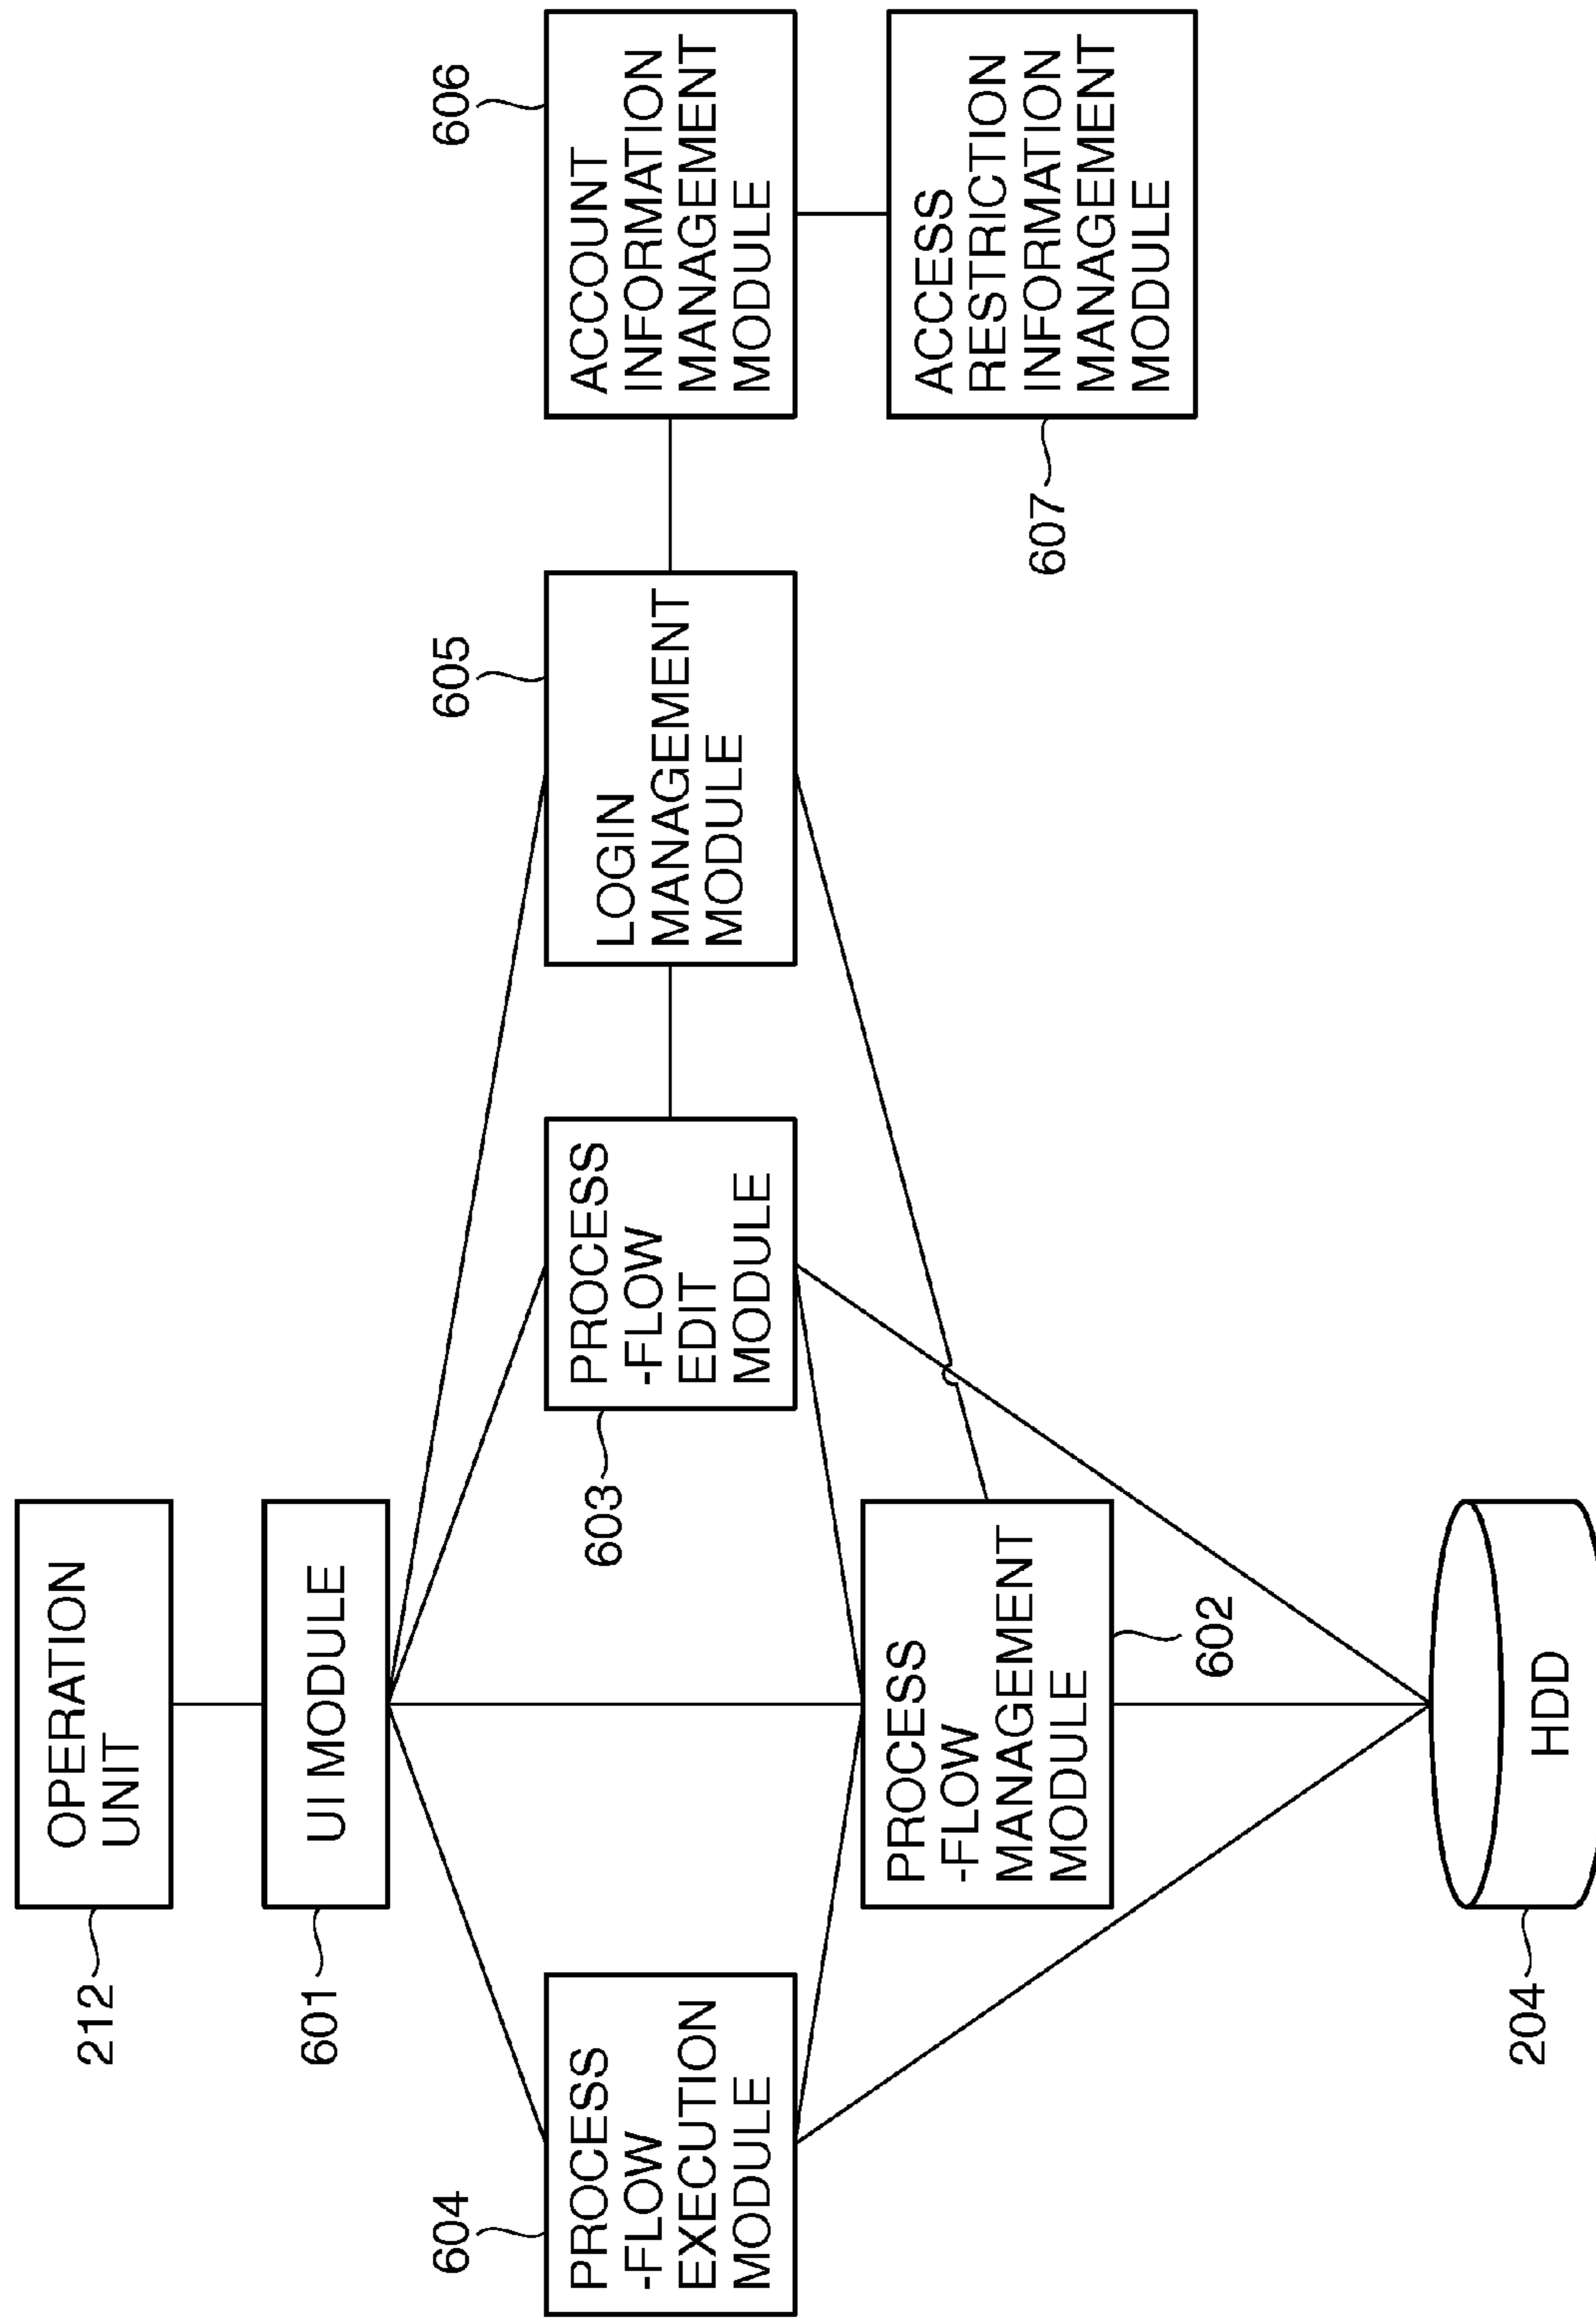 212
OPERATION
UNIT
601
UI MODULE
604
PROCESS
-FLOW
EXECUTION
MODULE
603
PROCESS
-FLOW
EDIT
MODULE
605
LOGIN
MANAGEMENT
MODULE
606
ACCOUNT
INFORMATION
MANAGEMENT
MODULE
PROCESS
-FLOW
MANAGEMENT
MODULE
602
607
ACCESS
RESTRICTION
INFORMATION
MANAGEMENT
MODULE
204
HDD